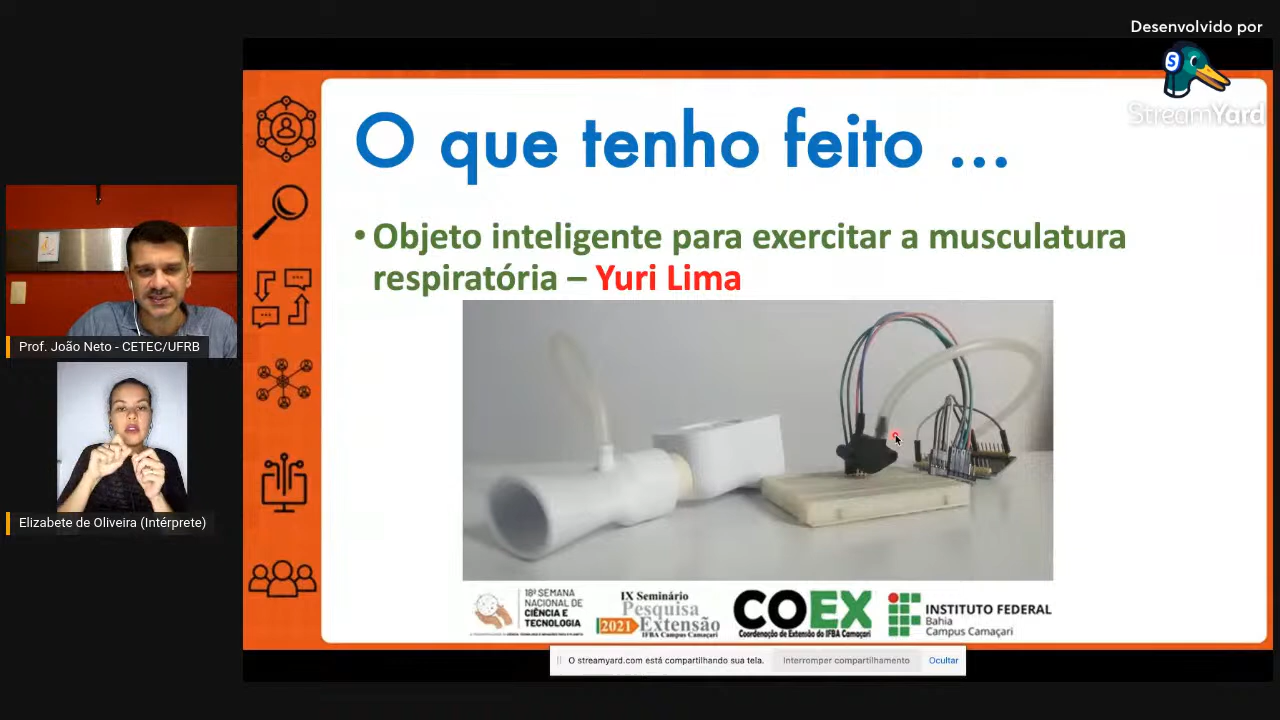 Desenvolvido por
StreamYard
O que tenho feito ...
• Objeto inteligente para exercitar a musculatura
respiratória – Yuri Lima
Prof. João Neto - CETEC/UFRB
Elizabete de Oliveira (Intérprete)
18ª SEMANA
NACIONAL DE
CIÊNCIA E
TECNOLOGIA
IX Seminário
Pesquisa
2021 Extensão
IFBA Campus Camaçari
COEX
Coordenação de Extensão do IFBA Camaçari
INSTITUTO FEDERAL
Bahia
Campus Camaçari
O streamyard.com está compartilhando sua tela.
Interromper compartilhamento
Ocultar